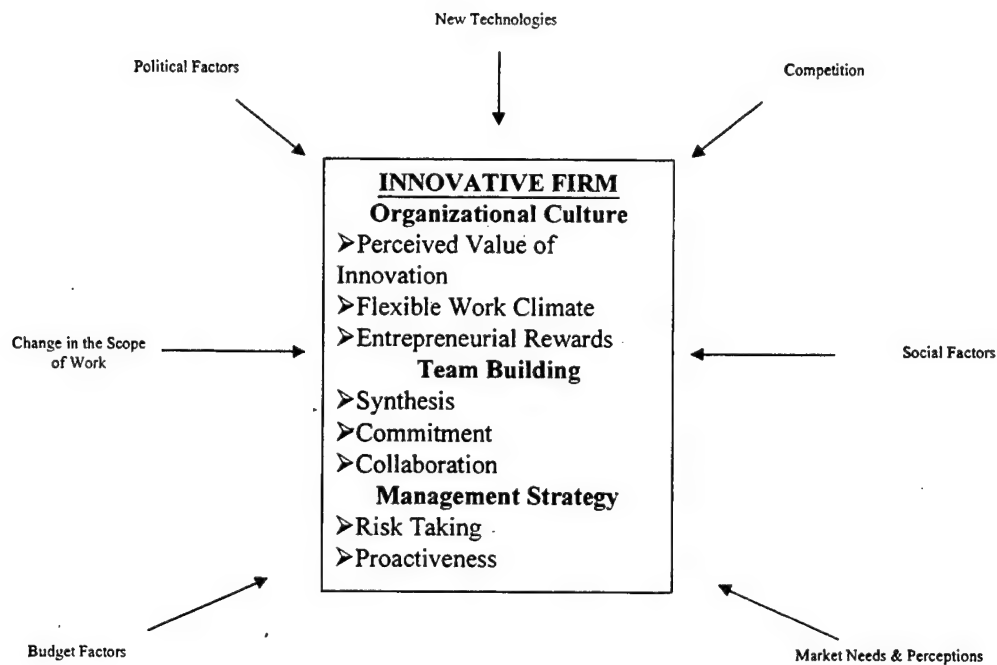 New Technologies
Political Factors
Competition
INNOVATIVE FIRM
Organizational Culture
➢Perceived Value of
Innovation
➢Flexible Work Climate
➢Entrepreneurial Rewards
Team Building
➢Synthesis
➢Commitment
➢Collaboration
Management Strategy
➢Risk Taking
➢Proactiveness
Change in the Scope
of Work
Social Factors
Budget Factors
Market Needs & Perceptions